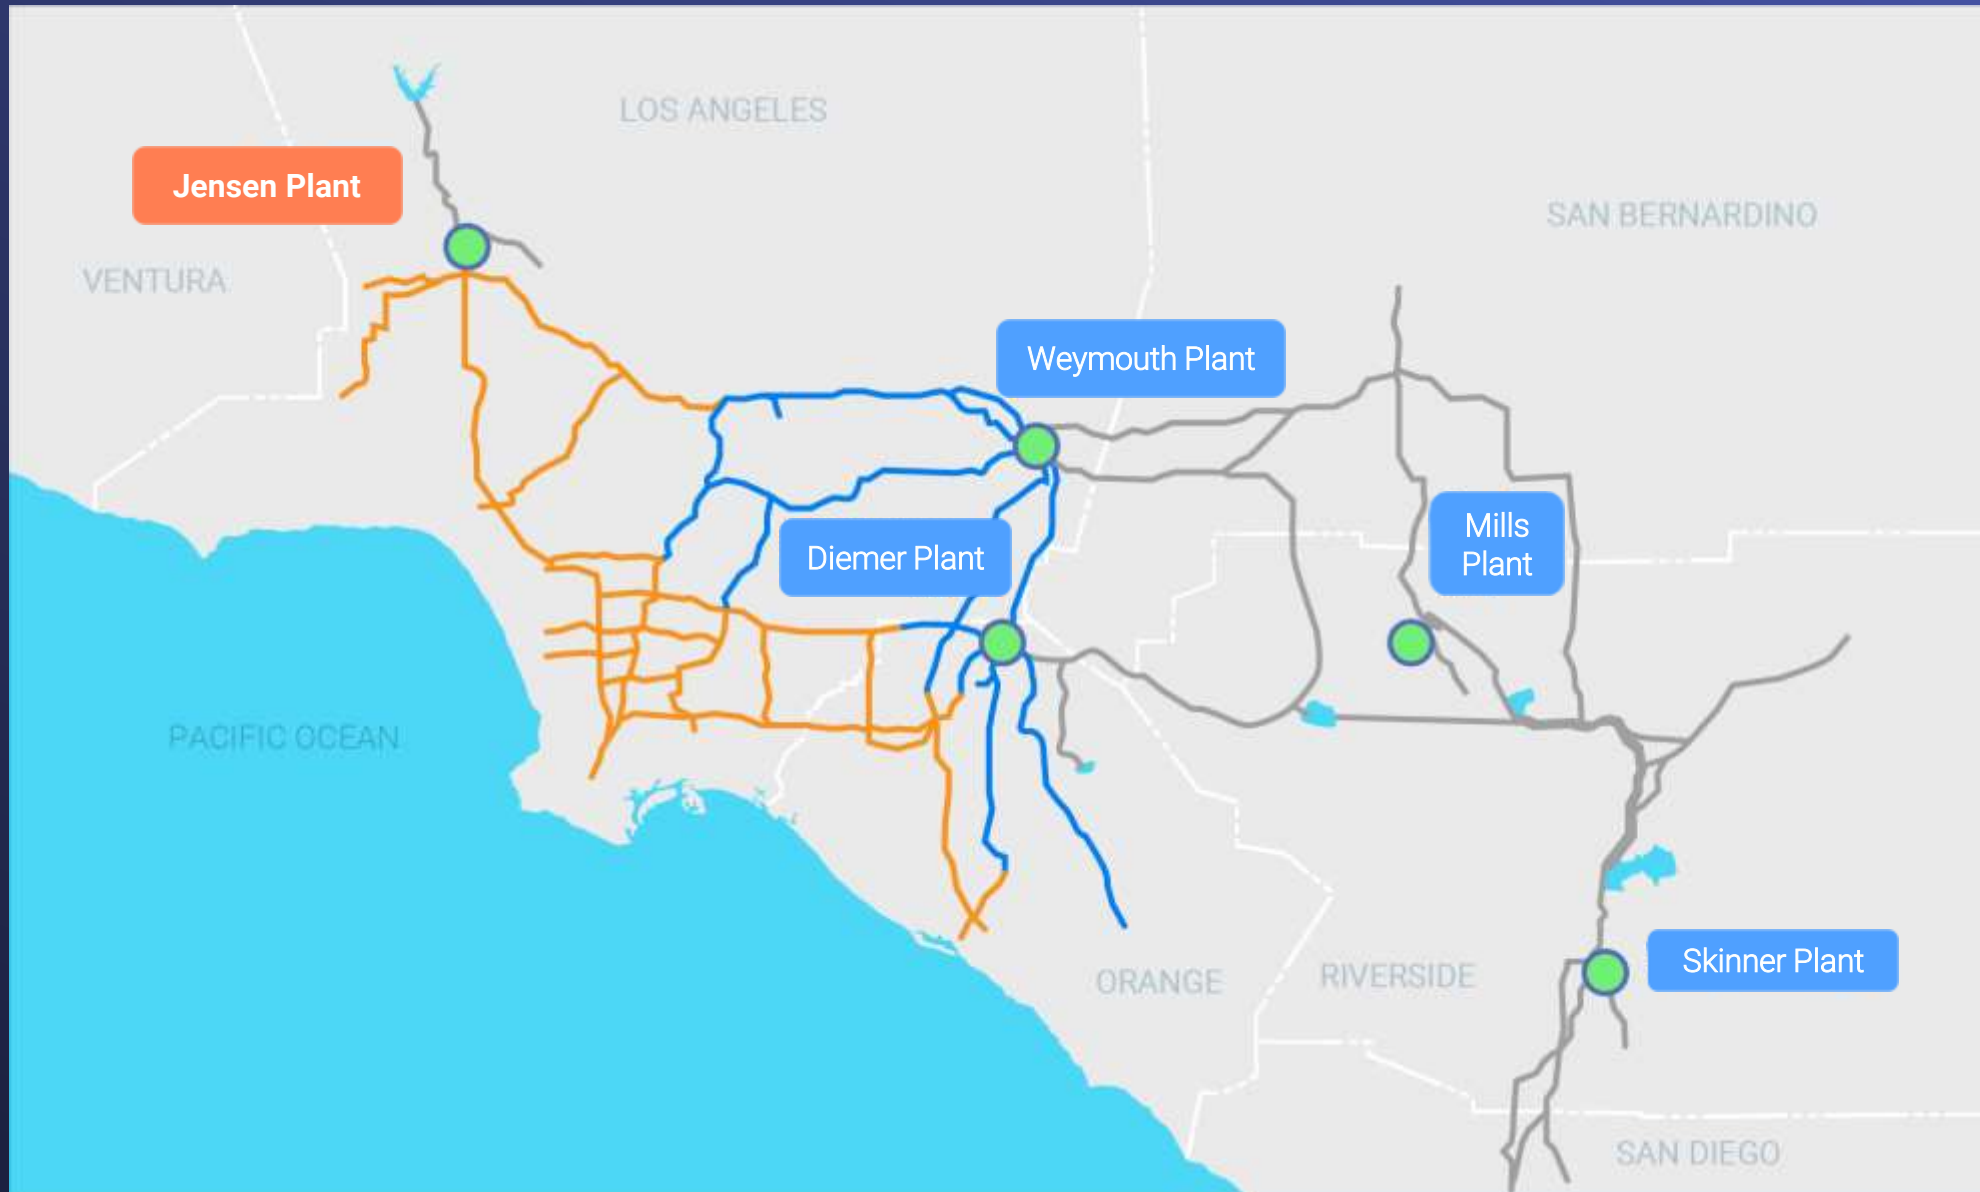 LOS ANGELES
Jensen Plant
SAN BERNARDINO
VENTURA
Weymouth Plant
Mills
Plant
Diemer Plant
PACIFIC OCEAN
Skinner Plant
ORANGE
RIVERSIDE
SAN DIEGO